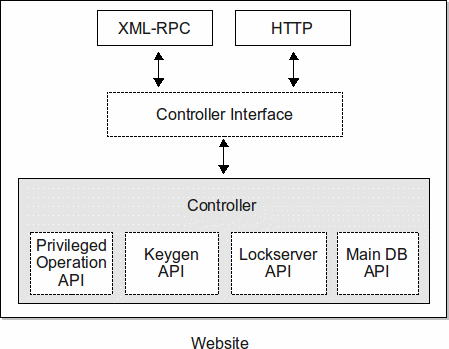 XML-RPC
HTTP
Controller Interface
Controller
Privileged
Operation
API
Keygen
API
Lockserver
API
Main DB
API
Website